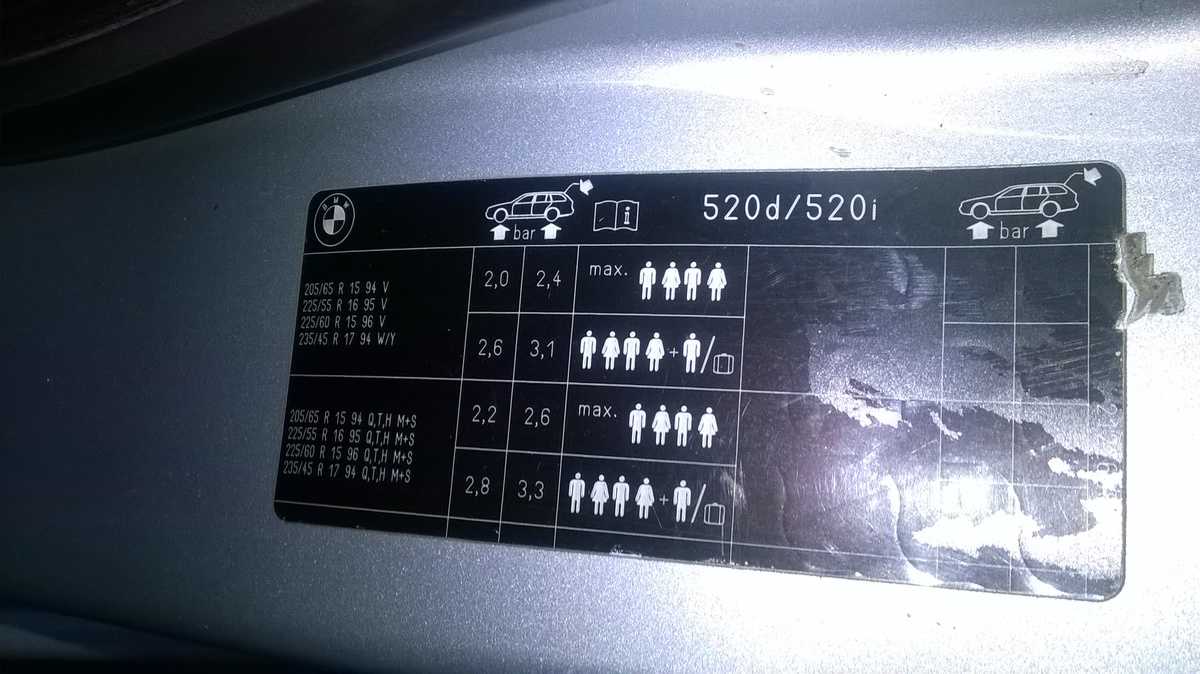 BMW
bar
520d/520i
bar
205/65 R 15 94 V
225/55 R 16 95 V
225/60 R 15 96 V
235/45 R 17 94 W/Y
2,0 2,4 max.
2,6 3,1 + /
205/65 R 15 94 Q,T,H M+S
225/55 R 16 95 Q,T,H M+S
225/60 R 15 96 Q,T,H M+S
235/45 R 17 94 Q,T,H M+S
2,2 2,6 max.
2,8 3,3 + /